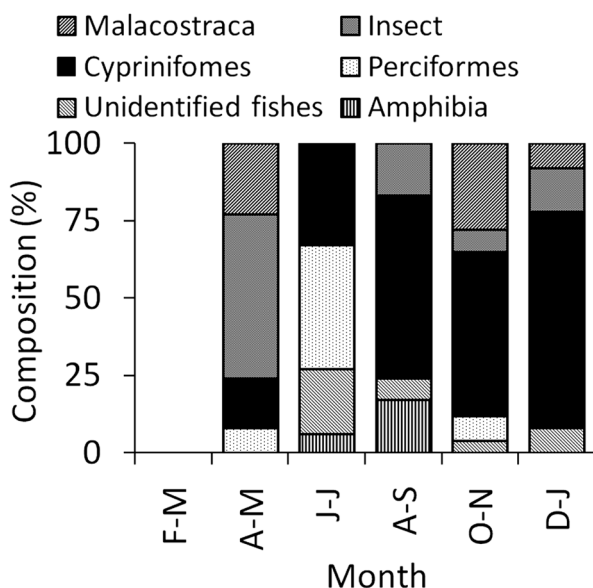 Malacostraca Insect
Cyprinifomes Perciformes
Unidentified fishes Amphibia
100
75
50
25
0
Composition (%)
F-M A-M J-J A-S O-N D-J
Month